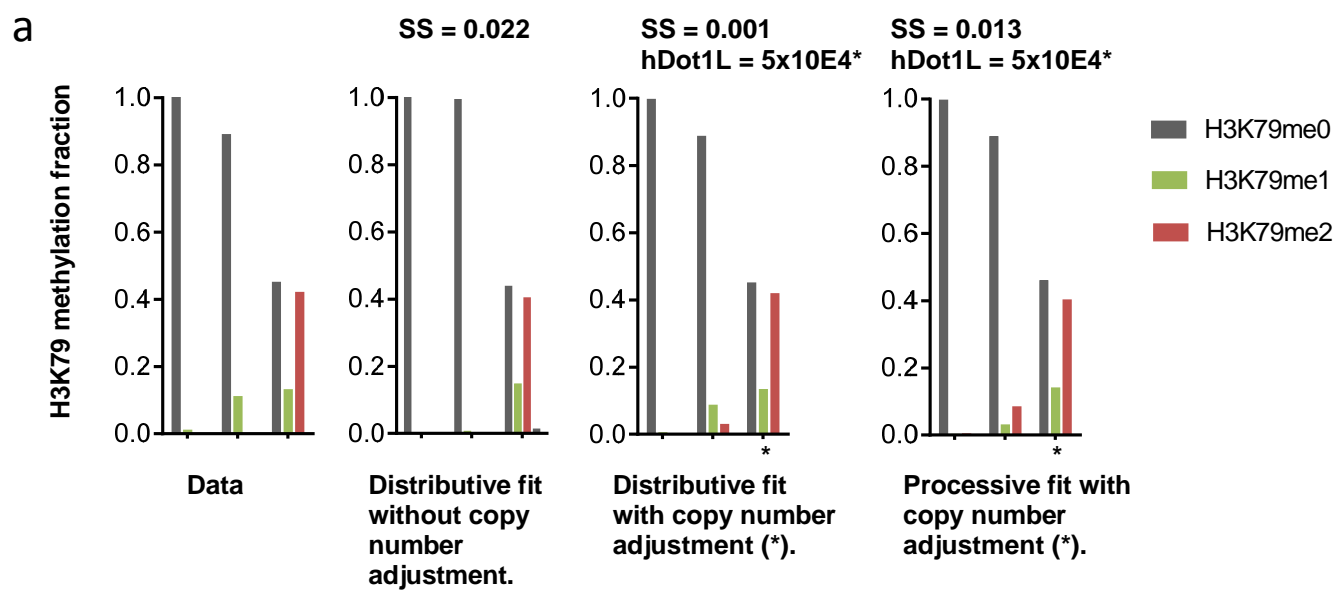 a
SS = 0.022
SS = 0.001
hDot1L = 5x10E4*
SS = 0.013
hDot1L = 5x10E4*
H3K79 methylation fraction
1.0
0.8
0.6
0.4
0.2
0.0
1.0
0.8
0.6
0.4
0.2
0.0
1.0
0.8
0.6
0.4
0.2
0.0
1.0
0.8
0.6
0.4
0.2
0.0
*
*
H3K79me0
H3K79me1
H3K79me2
Data
Distributive fit
without copy
number
adjustment.
Distributive fit
with copy number
adjustment (*).
Processive fit with
copy number
adjustment (*).